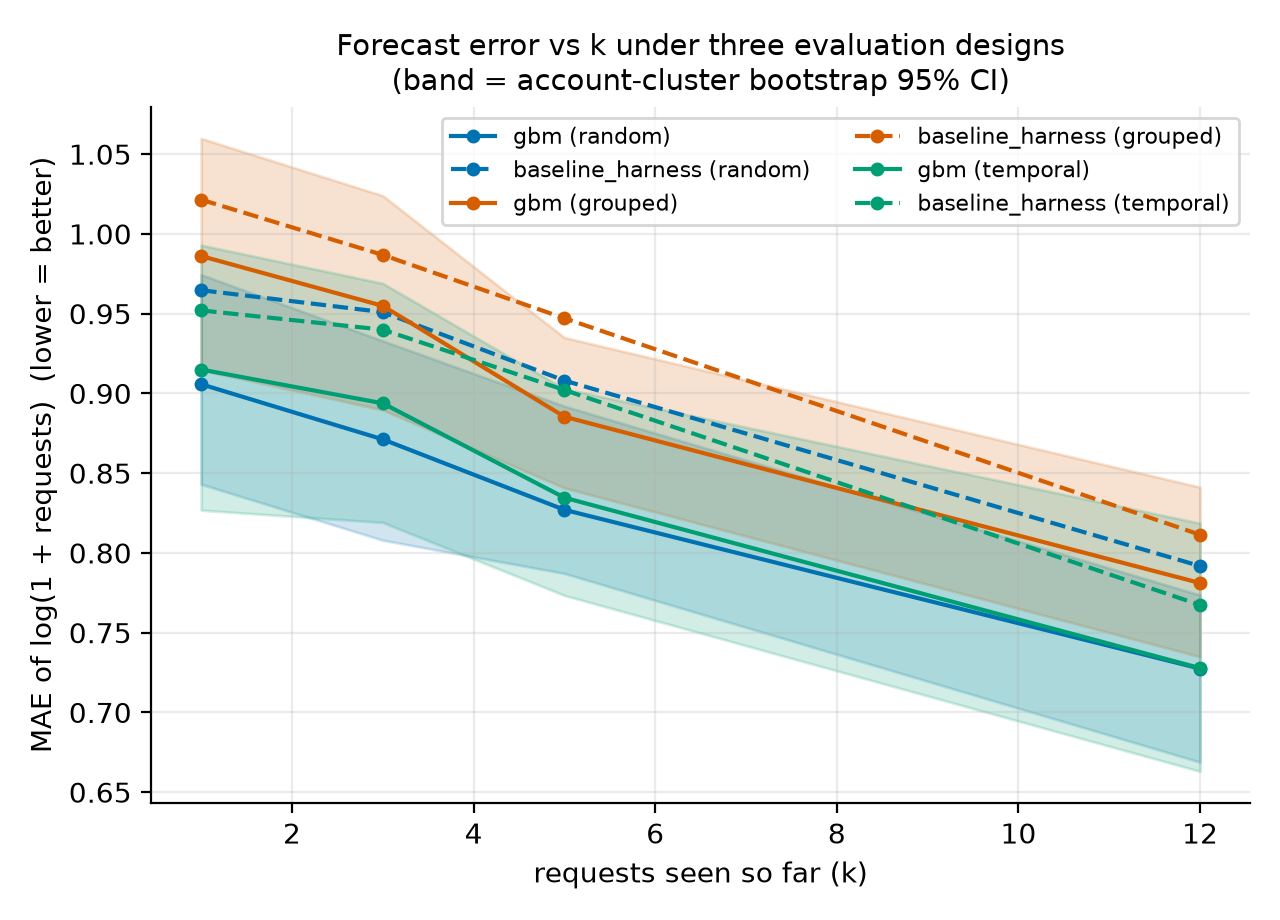 Forecast error vs k under three evaluation designs
(band = account-cluster bootstrap 95% CI)
gbm (random)
baseline_harness (random)
gbm (grouped)
baseline_harness (grouped)
gbm (temporal)
baseline_harness (temporal)
MAE of log(1 + requests)  (lower = better)
1.05
1.00
0.95
0.90
0.85
0.80
0.75
0.70
0.65
2
4
6
8
10
12
requests seen so far (k)